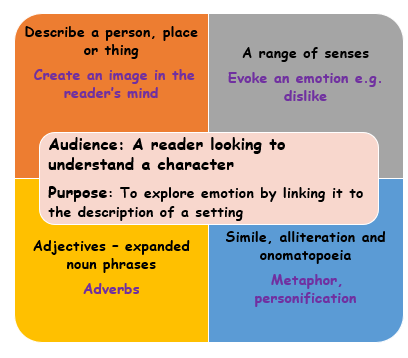 Describe a person, place
or thing
Create an image in the
reader's mind
A range of senses
Evoke an emotion e.g.
dislike
Audience: A reader looking to
understand a character
Purpose: To explore emotion by linking it to
the description of a setting
Adjectives – expanded
noun phrases
Adverbs
Simile, alliteration and
onomatopoeia
Metaphor,
personification